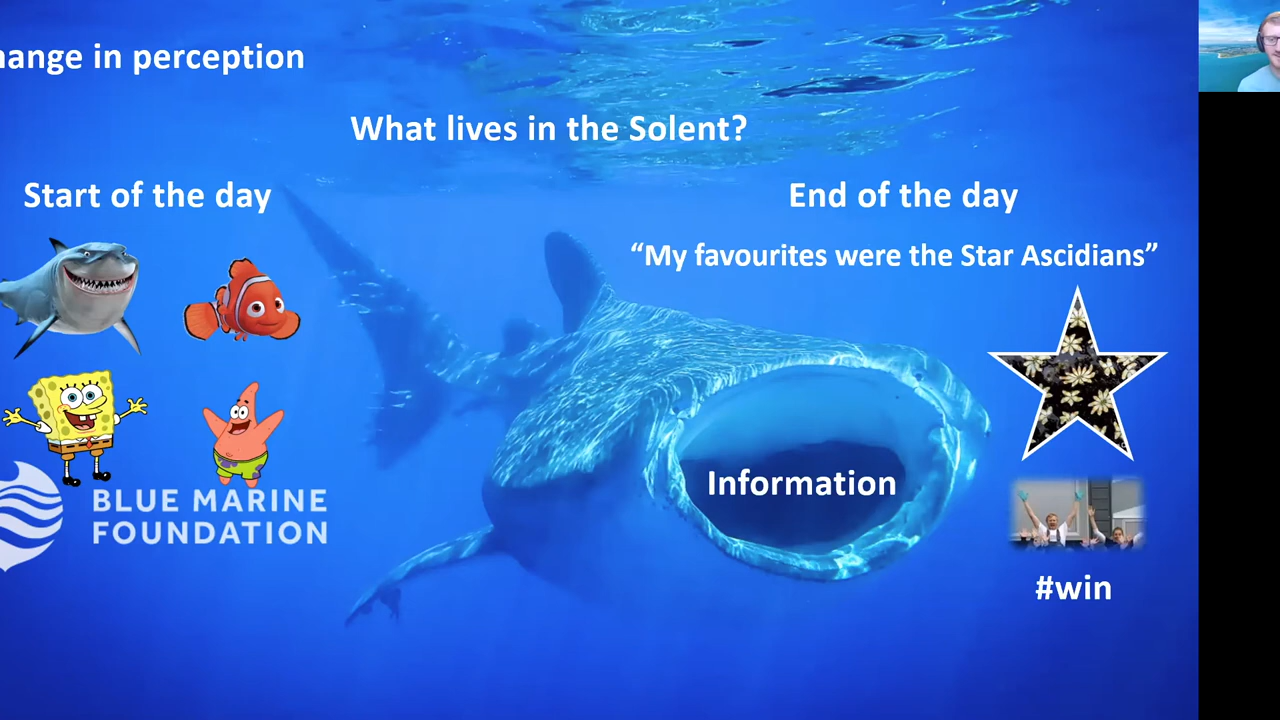 hange in perception
What lives in the Solent?
Start of the day
End of the day
“My favourites were the Star Ascidians”
Information
BLUE MARINE
FOUNDATION
#win